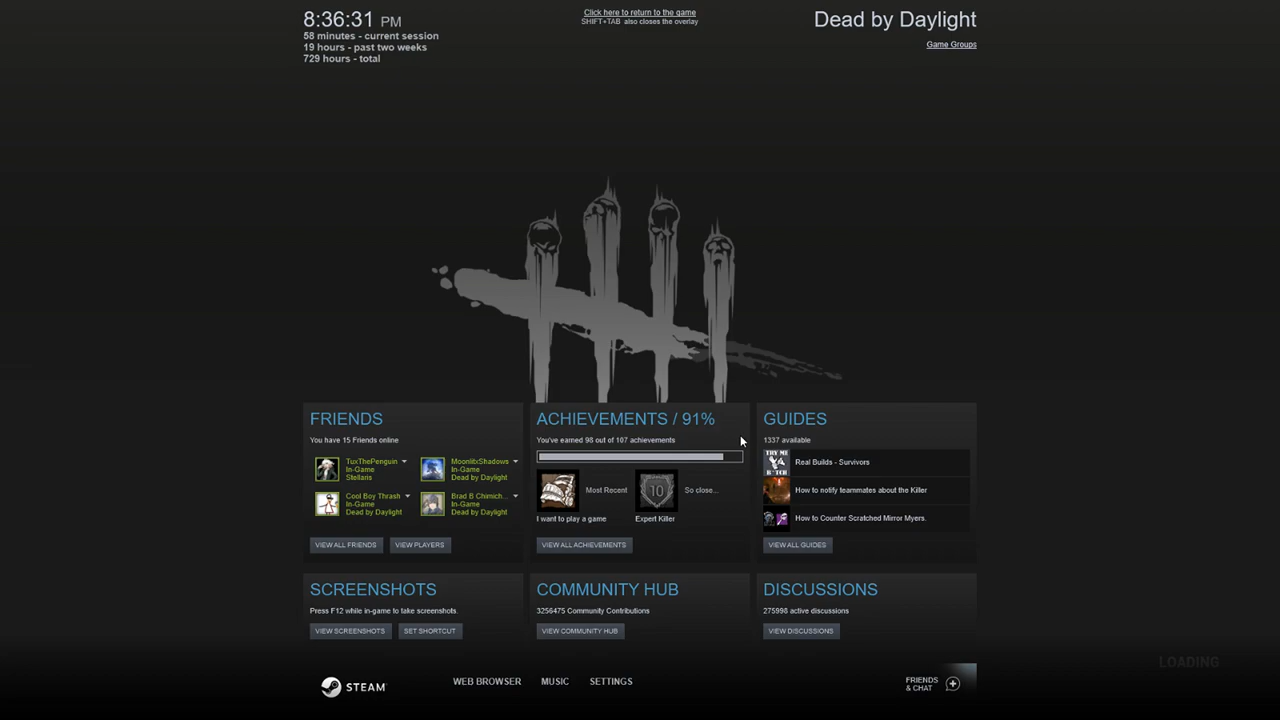 8:36:31 PM
58 minutes - current session
19 hours - past two weeks
729 hours - total
Click here to return to the game
SHIFT+TAB also closes the overlay
Dead by Daylight
Game Groups
FRIENDS
You have 15 Friends online
TuxThePenguin
In-Game
Stellaris
MoonlitxShadows
In-Game
Dead by Daylight
Cool Boy Thrash
In-Game
Dead by Daylight
Brad B Chimich...
In-Game
Dead by Daylight
VIEW ALL FRIENDS
VIEW PLAYERS
ACHIEVEMENTS / 91%
You've earned 98 out of 107 achievements
Most Recent
I want to play a game
10
So close...
Expert Killer
VIEW ALL ACHIEVEMENTS
GUIDES
1337 available
TRY ME
B*TCH
Real Builds - Survivors
How to notify teammates about the Killer
How to Counter Scratched Mirror Myers.
VIEW ALL GUIDES
SCREENSHOTS
Press F12 while in-game to take screenshots.
VIEW SCREENSHOTS
SET SHORTCUT
COMMUNITY HUB
3256475 Community Contributions
VIEW COMMUNITY HUB
DISCUSSIONS
275998 active discussions
VIEW DISCUSSIONS
LOADING
STEAM
WEB BROWSER
MUSIC
SETTINGS
FRIENDS
& CHAT